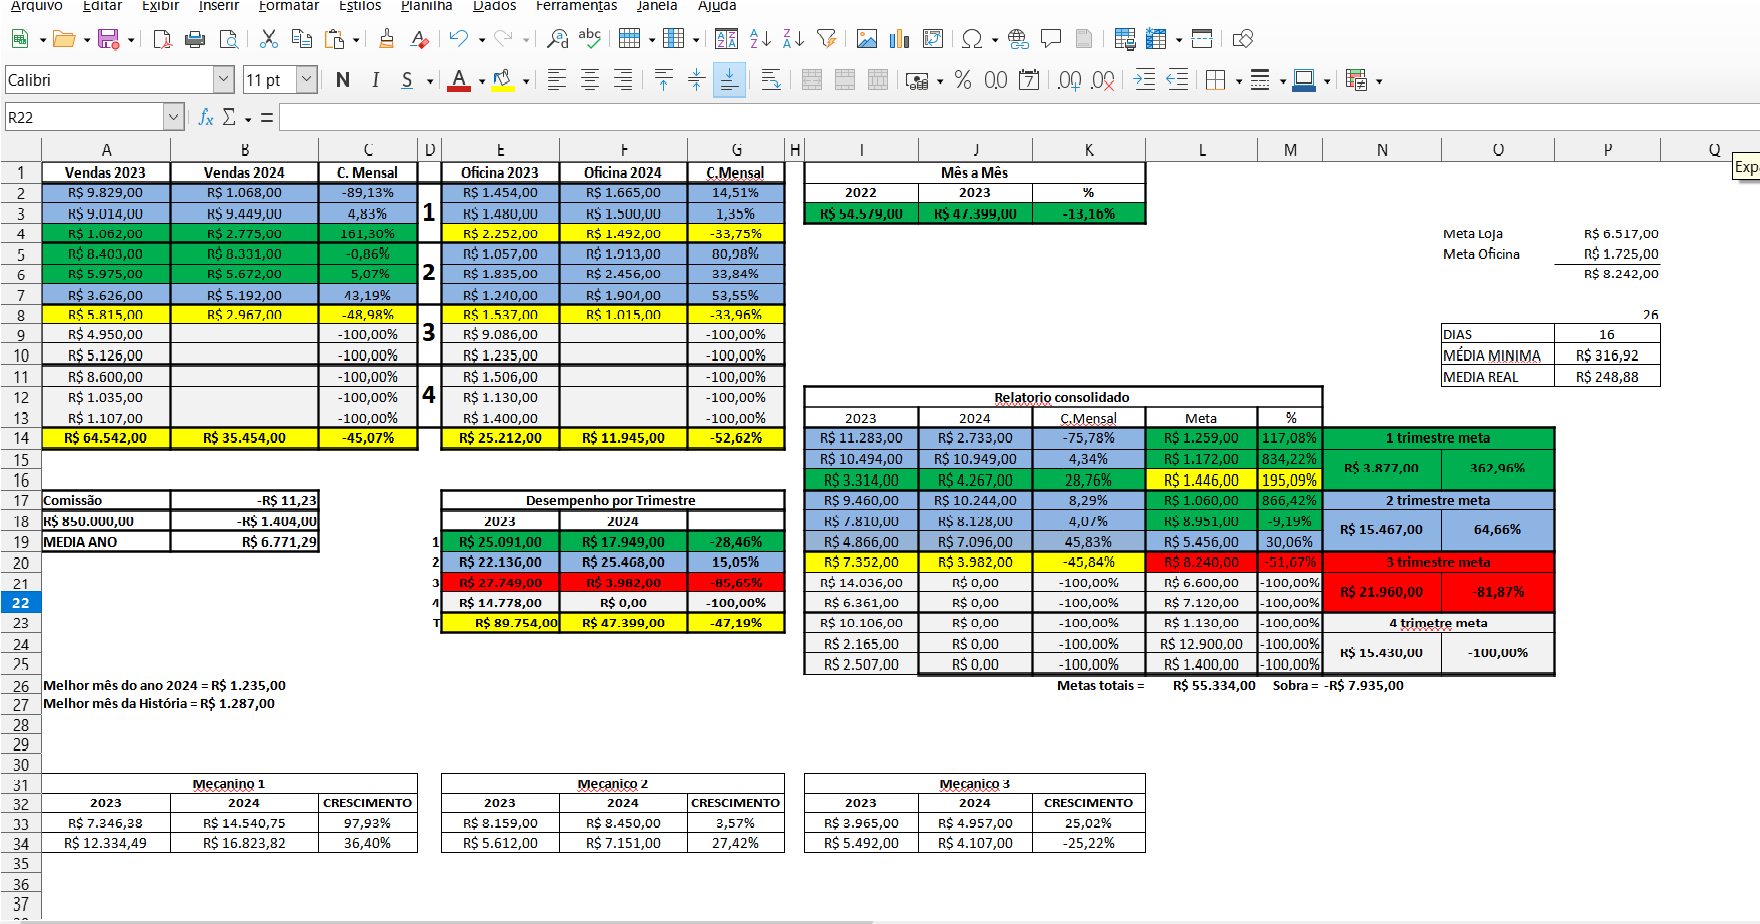 Arquivo Editar Exibir Inserir Formatar Estilos Planilha Dados Ferramentas Janela Ajuda
Calibri 11 pt N I S A
R22
A B C D E F G H I J K L M N O P Q
1 Vendas 2023 Vendas 2024 C. Mensal Oficina 2023 Oficina 2024 C.Mensal Mês a Mês Exp
2 R$ 9.829,00 R$ 1.068,00 -89,13% R$ 1.454,00 R$ 1.665,00 14,51% 2022 2023 %
3 R$ 9.014,00 R$ 9.449,00 4,83% 1 R$ 1.480,00 R$ 1.500,00 1,35% R$ 54.579,00 R$ 47.399,00 -13,16%
4 R$ 1.062,00 R$ 2.775,00 161,30% R$ 2.252,00 R$ 1.492,00 -33,75% Meta Loja R$ 6.517,00
5 R$ 8.403,00 R$ 8.331,00 -0,86% R$ 1.057,00 R$ 1.913,00 80,98% Meta Oficina R$ 1.725,00
6 R$ 5.975,00 R$ 5.672,00 5,07% 2 R$ 1.835,00 R$ 2.456,00 33,84% R$ 8.242,00
7 R$ 3.626,00 R$ 5.192,00 43,19% R$ 1.240,00 R$ 1.904,00 53,55%
8 R$ 5.815,00 R$ 2.967,00 -48,98% R$ 1.537,00 R$ 1.015,00 -33,96% 26
9 R$ 4.950,00 -100,00% 3 R$ 9.086,00 -100,00% DIAS 16
10 R$ 5.126,00 -100,00% R$ 1.235,00 -100,00% MÉDIA MINIMA R$ 316,92
11 R$ 8.600,00 -100,00% R$ 1.506,00 -100,00% MEDIA REAL R$ 248,88
12 R$ 1.035,00 -100,00% 4 R$ 1.130,00 -100,00% Relatorio consolidado
13 R$ 1.107,00 -100,00% R$ 1.400,00 -100,00% 2023 2024 C.Mensal Meta %
14 R$ 64.542,00 R$ 35.454,00 -45,07% R$ 25.212,00 R$ 11.945,00 -52,62% R$ 11.283,00 R$ 2.733,00 -75,78% R$ 1.259,00 117,08% 1 trimestre meta
15 R$ 10.494,00 R$ 10.949,00 4,34% R$ 1.172,00 834,22% R$ 3.877,00 362,96%
16 R$ 3.314,00 R$ 4.267,00 28,76% R$ 1.446,00 195,09%
17 Comissão -R$ 11,23 Desempenho por Trimestre R$ 9.460,00 R$ 10.244,00 8,29% R$ 1.060,00 866,42% 2 trimestre meta
18 R$ 850.000,00 -R$ 1.404,00 2023 2024 R$ 7.810,00 R$ 8.128,00 4,07% R$ 8.951,00 -9,19% R$ 15.467,00 64,66%
19 MEDIA ANO R$ 6.771,29 1 R$ 25.091,00 R$ 17.949,00 -28,46% R$ 4.866,00 R$ 7.096,00 45,83% R$ 5.456,00 30,06%
20 2 R$ 22.136,00 R$ 25.468,00 15,05% R$ 7.352,00 R$ 3.982,00 -45,84% R$ 8.240,00 -51,67% 3 trimestre meta
21 3 R$ 27.749,00 R$ 3.982,00 -85,65% R$ 14.036,00 R$ 0,00 -100,00% R$ 6.600,00 -100,00% R$ 21.960,00 -81,87%
22 4 R$ 14.778,00 R$ 0,00 -100,00% R$ 6.361,00 R$ 0,00 -100,00% R$ 7.120,00 -100,00%
23 T R$ 89.754,00 R$ 47.399,00 -47,19% R$ 10.106,00 R$ 0,00 -100,00% R$ 1.130,00 -100,00% 4 trimetre meta
24 R$ 2.165,00 R$ 0,00 -100,00% R$ 12.900,00 -100,00% R$ 15.430,00 -100,00%
25 R$ 2.507,00 R$ 0,00 -100,00% R$ 1.400,00 -100,00%
26 Melhor mês do ano 2024 = R$ 1.235,00 Metas totais = R$ 55.334,00 Sobra = -R$ 7.935,00
27 Melhor mês da História = R$ 1.287,00
28
29
30
31 Mecanino 1 Mecanico 2 Mecanico 3
32 2023 2024 CRESCIMENTO 2023 2024 CRESCIMENTO 2023 2024 CRESCIMENTO
33 R$ 7.346,38 R$ 14.540,75 97,93% R$ 8.159,00 R$ 8.450,00 3,57% R$ 3.965,00 R$ 4.957,00 25,02%
34 R$ 12.334,49 R$ 16.823,82 36,40% R$ 5.612,00 R$ 7.151,00 27,42% R$ 5.492,00 R$ 4.107,00 -25,22%
35
36
37